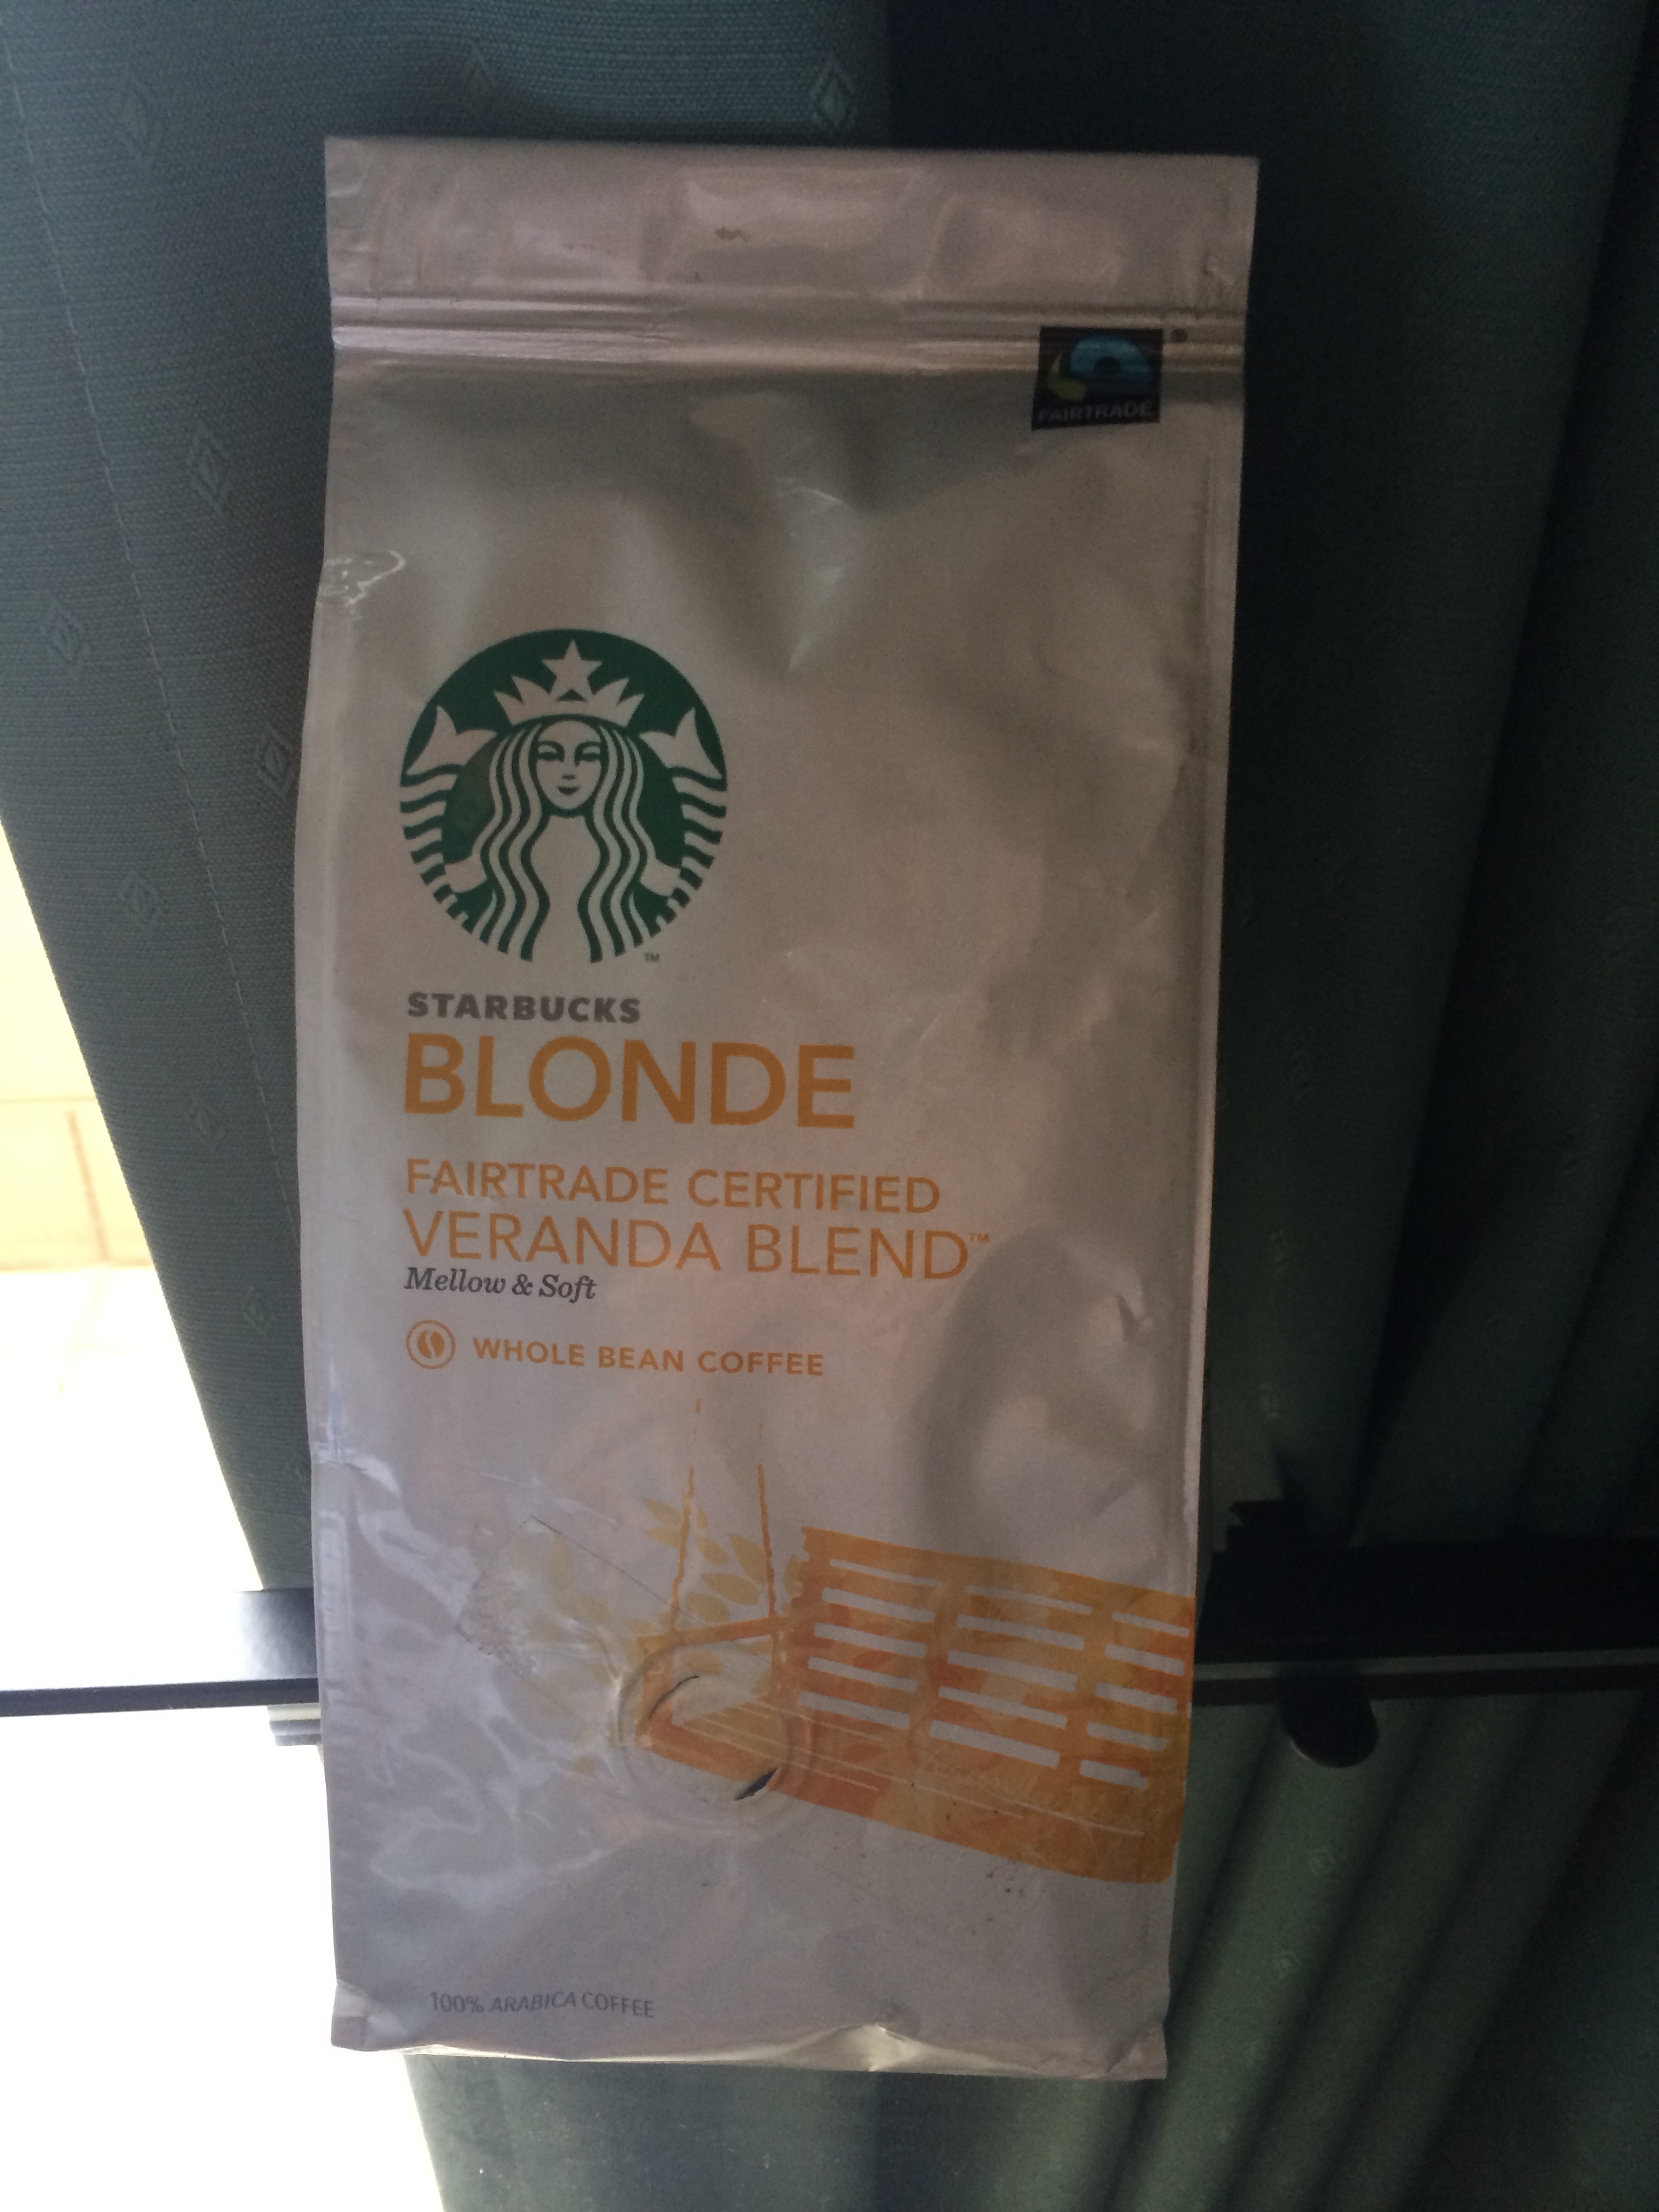 FAIRTRADE
STARBUCKS
BLONDE
FAIRTRADE CERTIFIED
VERANDA BLEND™
Mellow & Soft
WHOLE BEAN COFFEE
100% ARABICA COFFEE